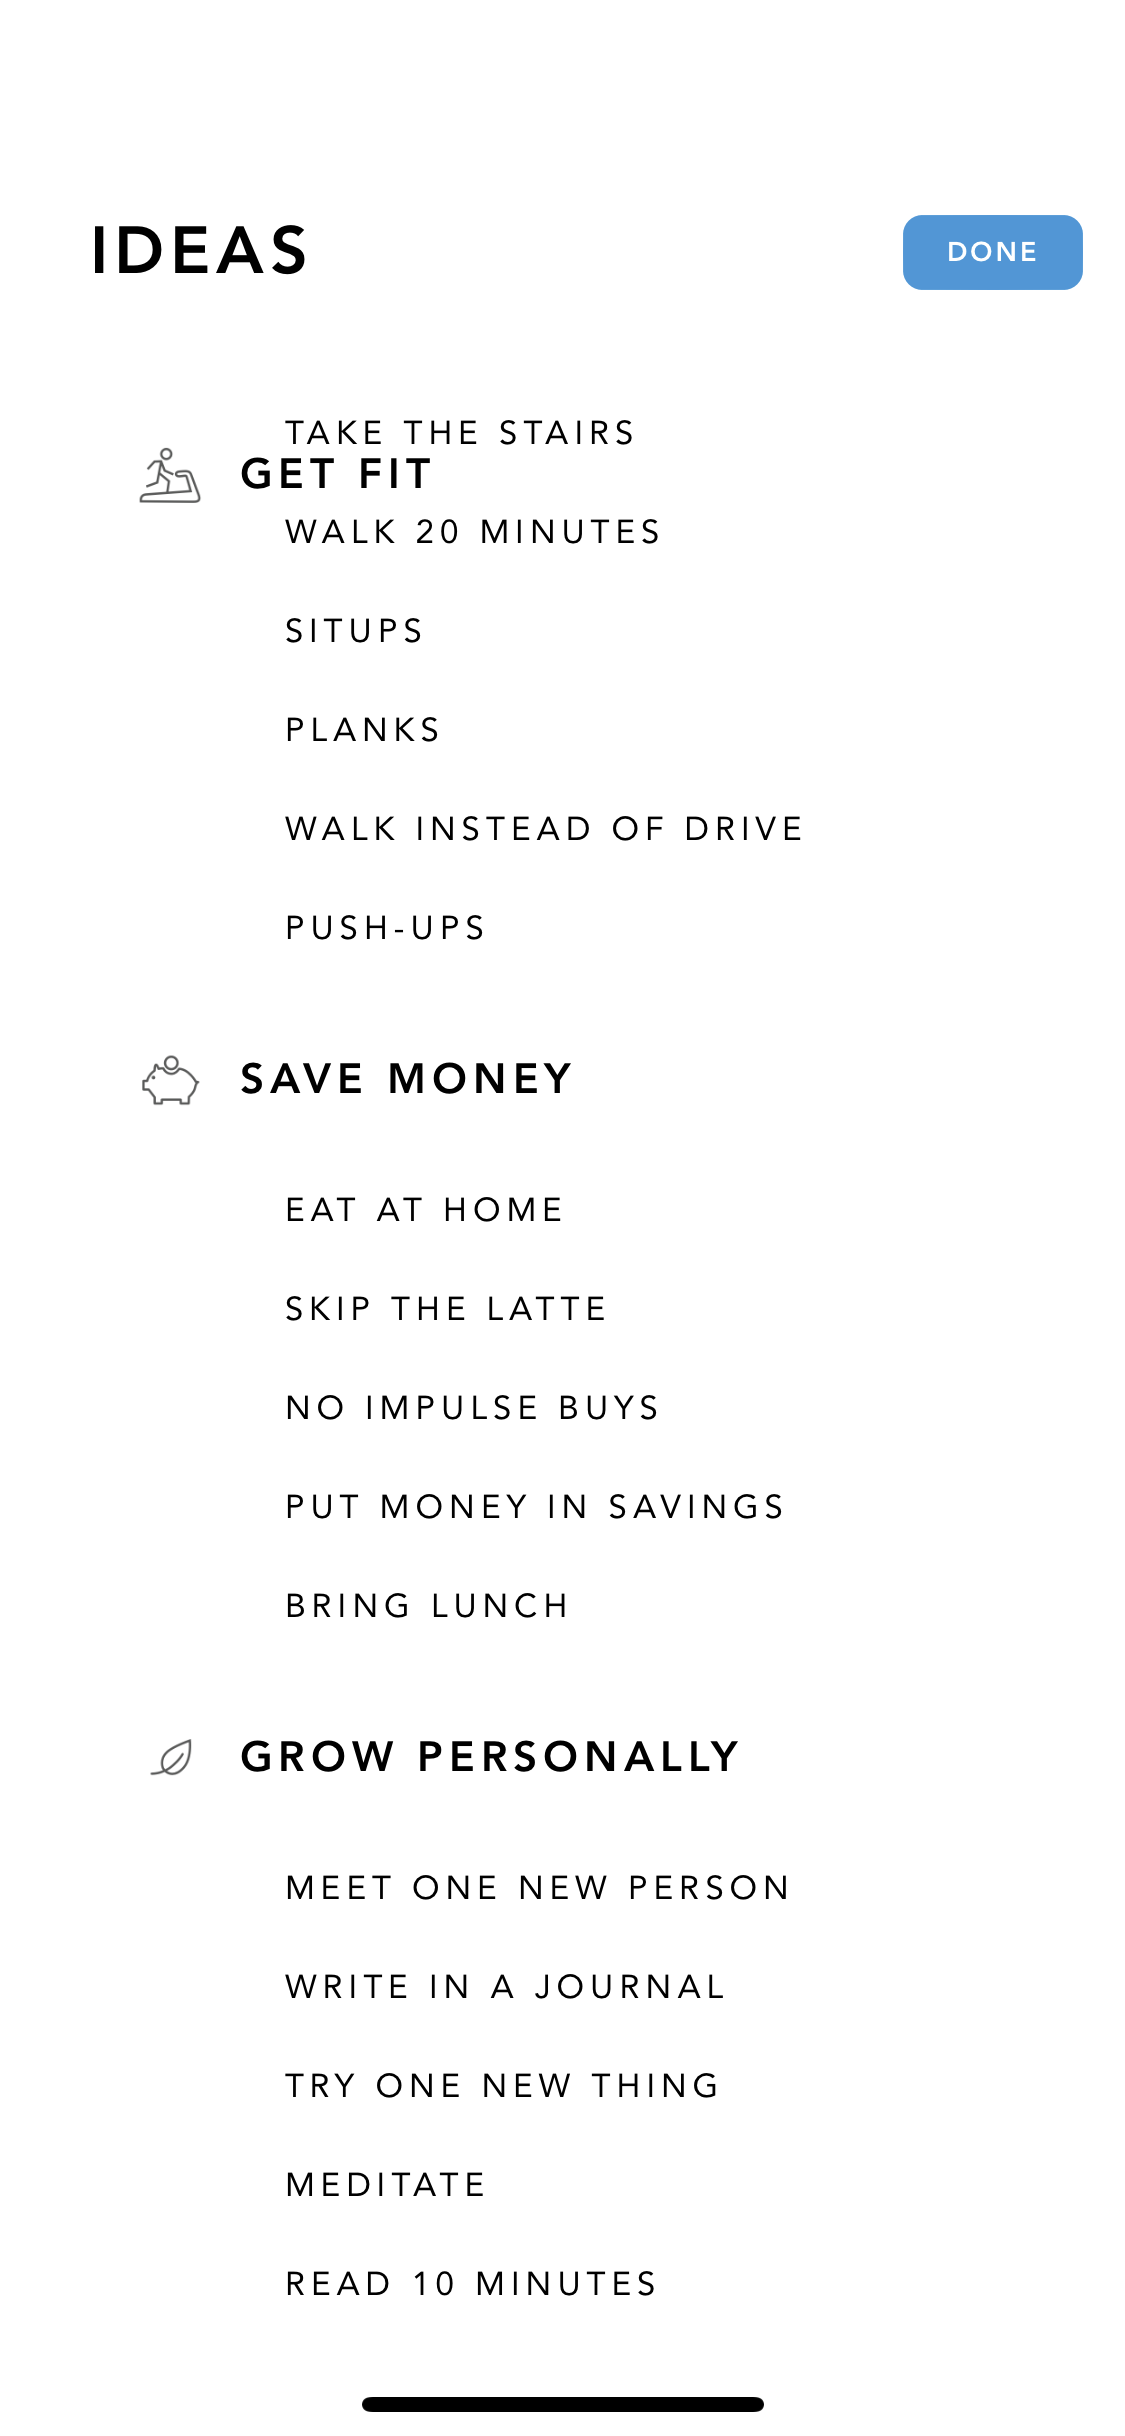 IDEAS
DONE
TAKE THE STAIRS
GET FIT
WALK 20 MINUTES
SITUPS
PLANKS
WALK INSTEAD OF DRIVE
PUSH-UPS
SAVE MONEY
EAT AT HOME
SKIP THE LATTE
NO IMPULSE BUYS
PUT MONEY IN SAVINGS
BRING LUNCH
GROW PERSONALLY
MEET ONE NEW PERSON
WRITE IN A JOURNAL
TRY ONE NEW THING
MEDITATE
READ 10 MINUTES